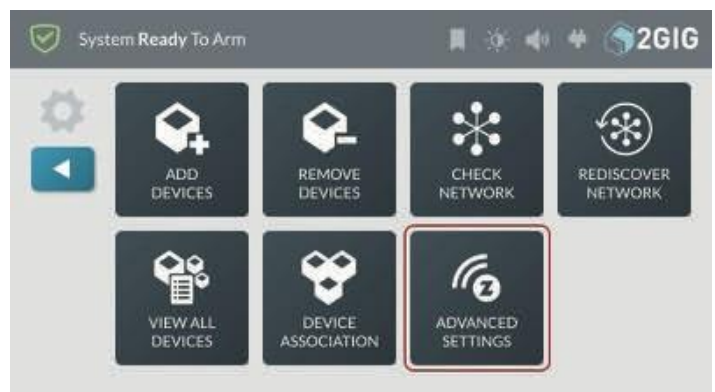 System Ready To Arm
2GIG
ADD
DEVICES
REMOVE
DEVICES
CHECK
NETWORK
REDISCOVER
NETWORK
VIEW ALL
DEVICES
DEVICE
ASSOCIATION
Z
ADVANCED
SETTINGS